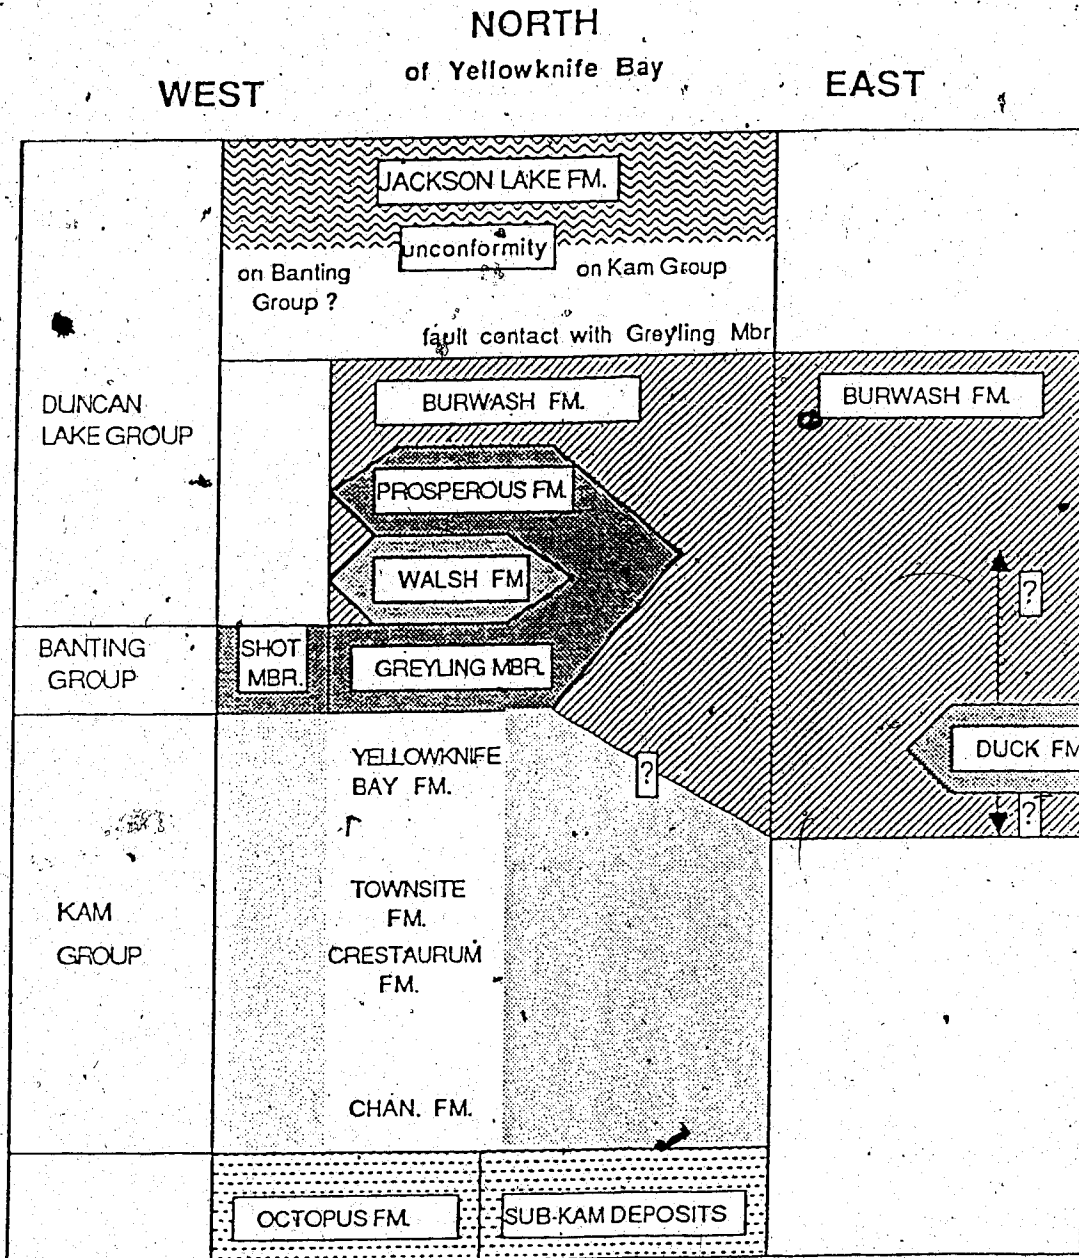 NORTH
of Yellowknife Bay
WEST
EAST
JACKSON LAKE FM.
unconformity
on Banting
Group ?
on Kam Group
fault contact with Greyling Mbr
DUNCAN
LAKE GROUP
BURWASH FM.
BURWASH FM.
PROSPEROUS FM.
WALSH FM
?
BANTING
GROUP
SHOT
MBR.
GREYLING MBR.
YELLOWKNIFE
BAY FM.
?
DUCK FM
?
TOWNSITE
FM.
KAM
GROUP
CRESTAURUM
FM.
CHAN. FM.
OCTOPUS FM.
SUB-KAM DEPOSITS